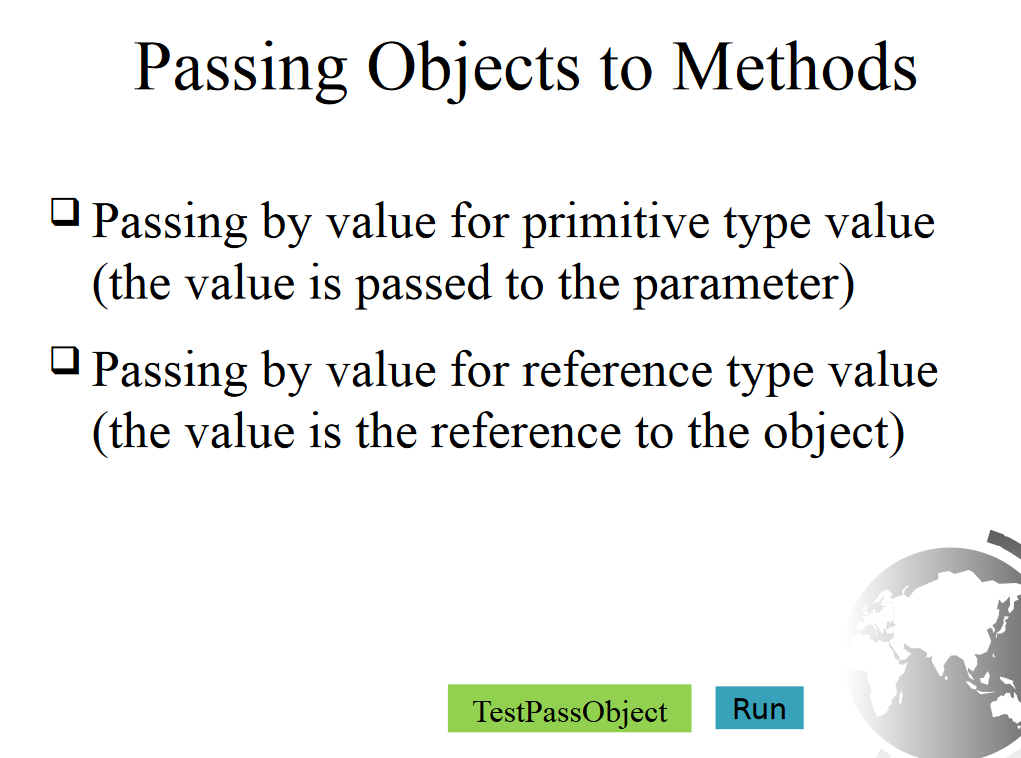 Passing Objects to Methods
Passing by value for primitive type value
(the value is passed to the parameter)
Passing by value for reference type value
(the value is the reference to the object)
TestPassObject
Run